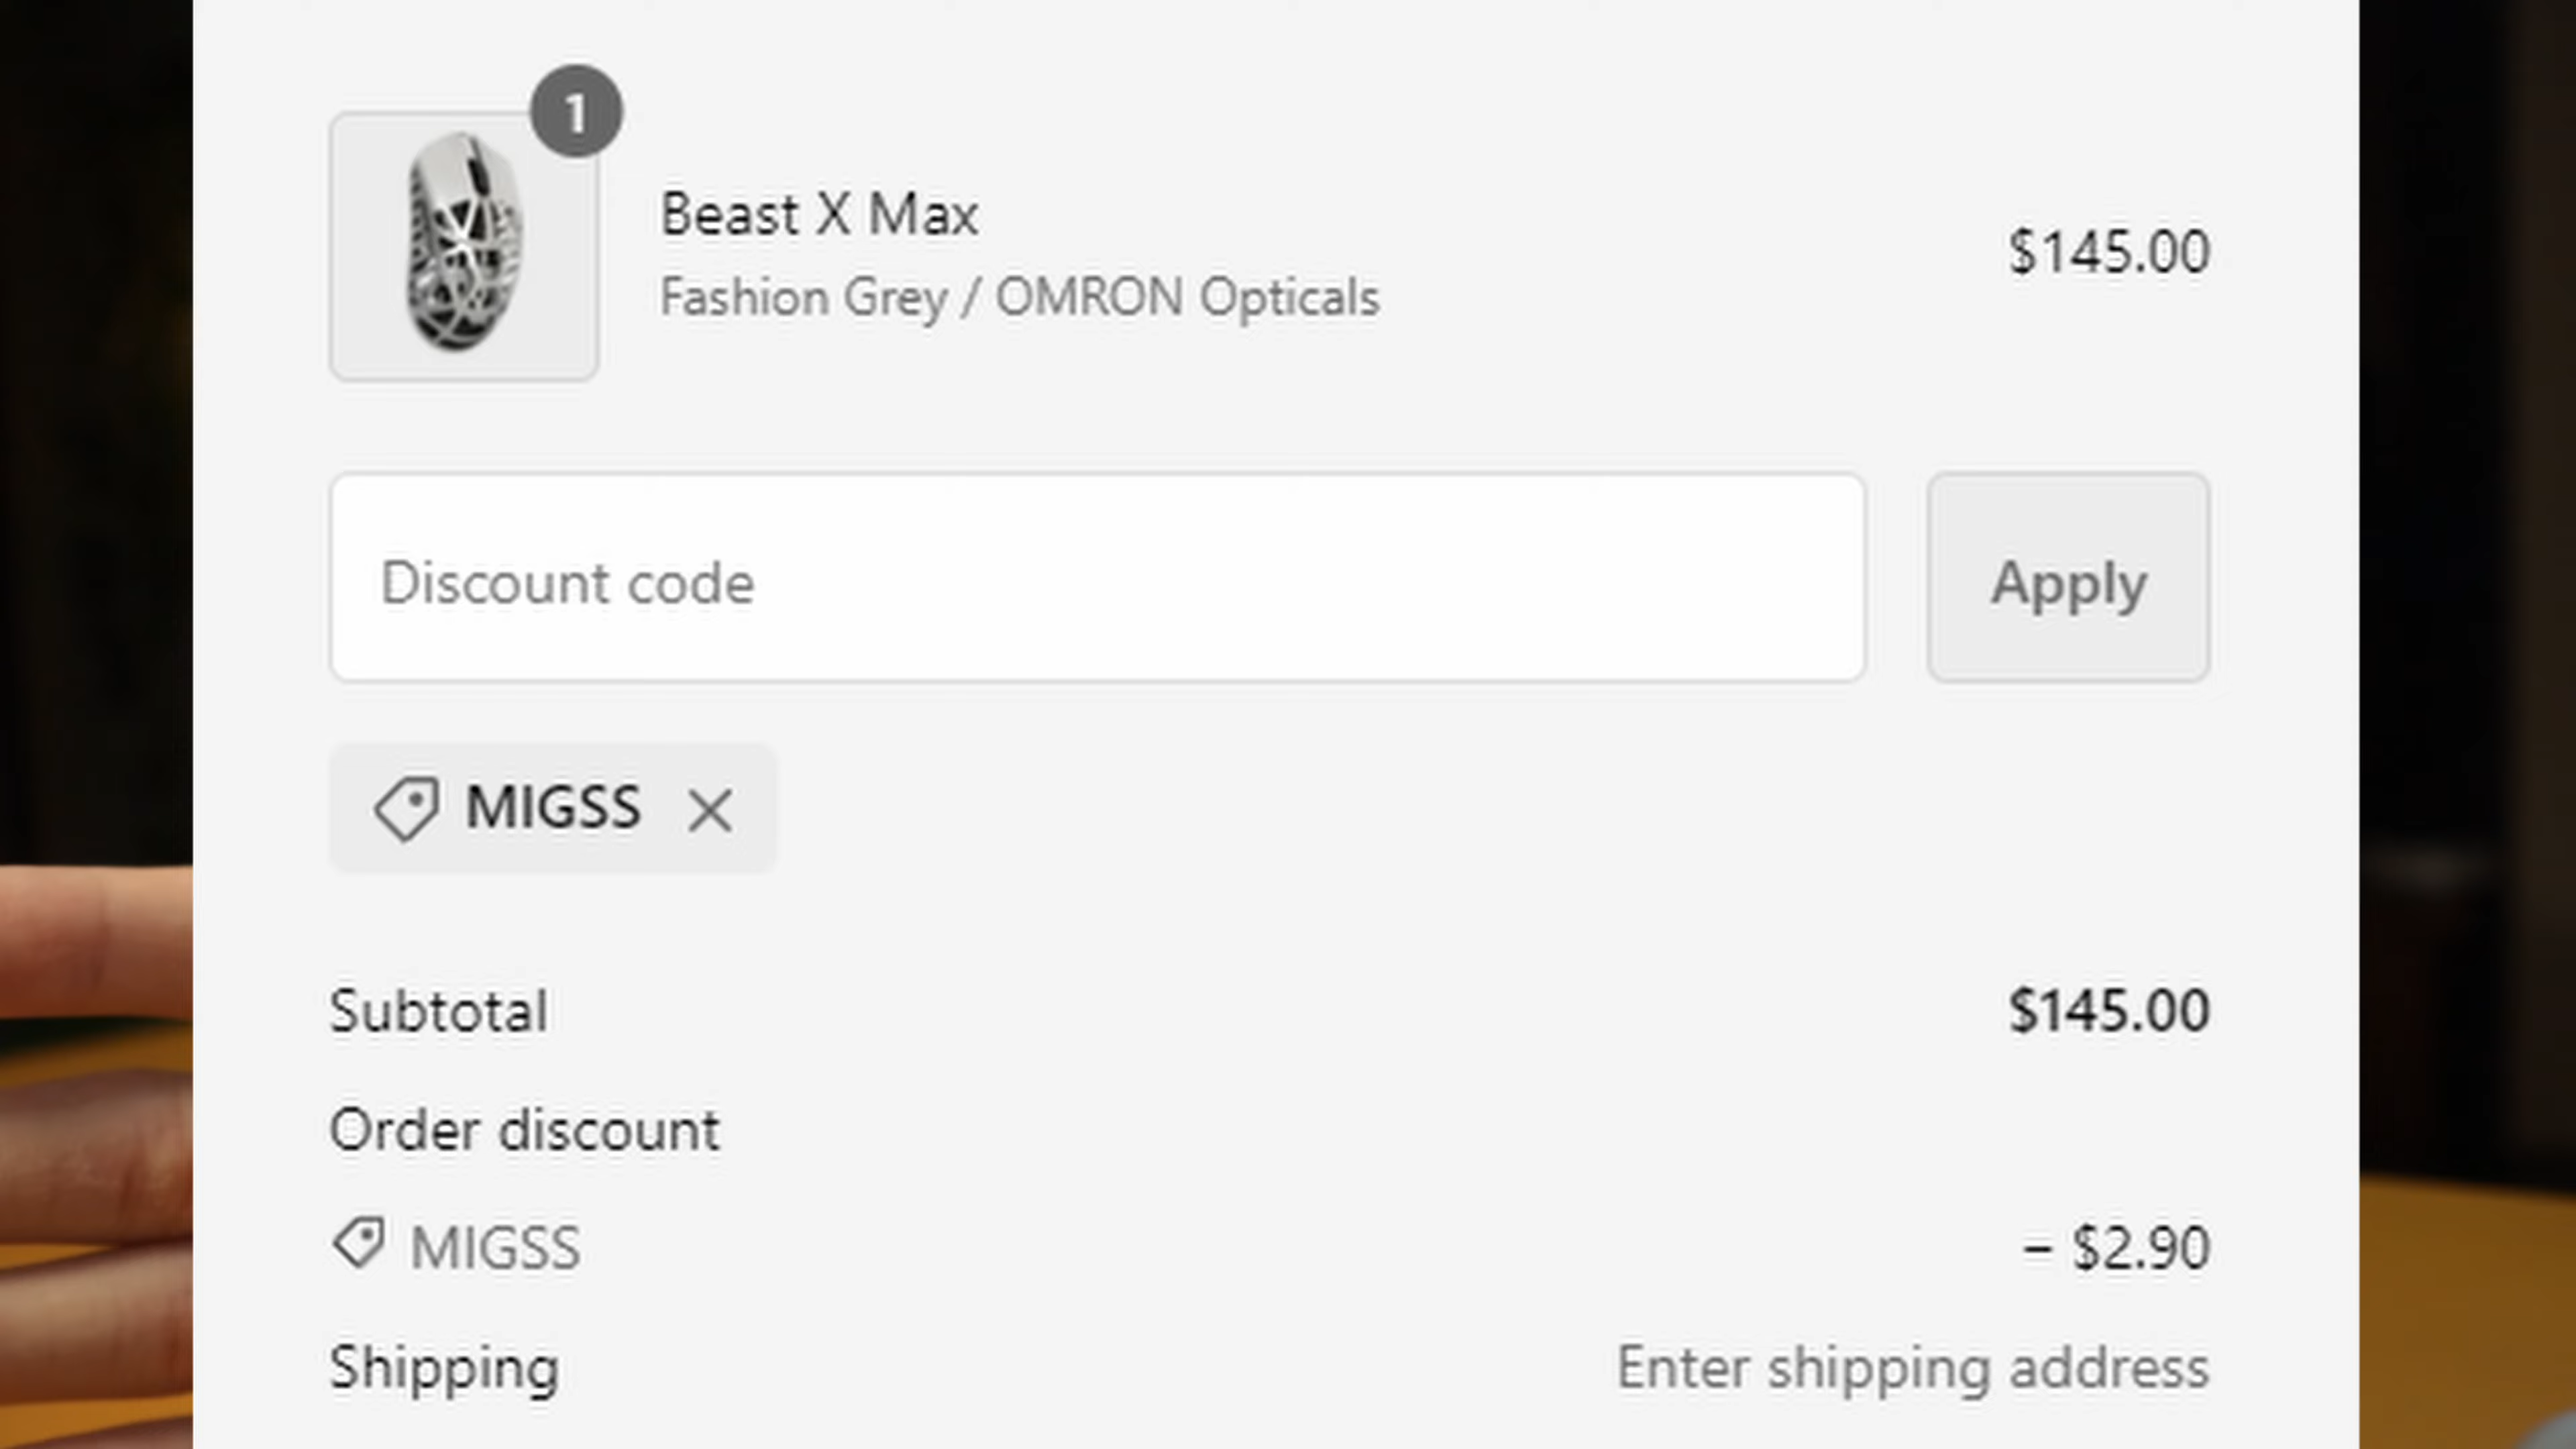 1
Beast X Max
$145.00
Fashion Grey / OMRON Opticals
Discount code
Apply
MIGSS
Subtotal
$145.00
Order discount
MIGSS
– $2.90
Shipping
Enter shipping address